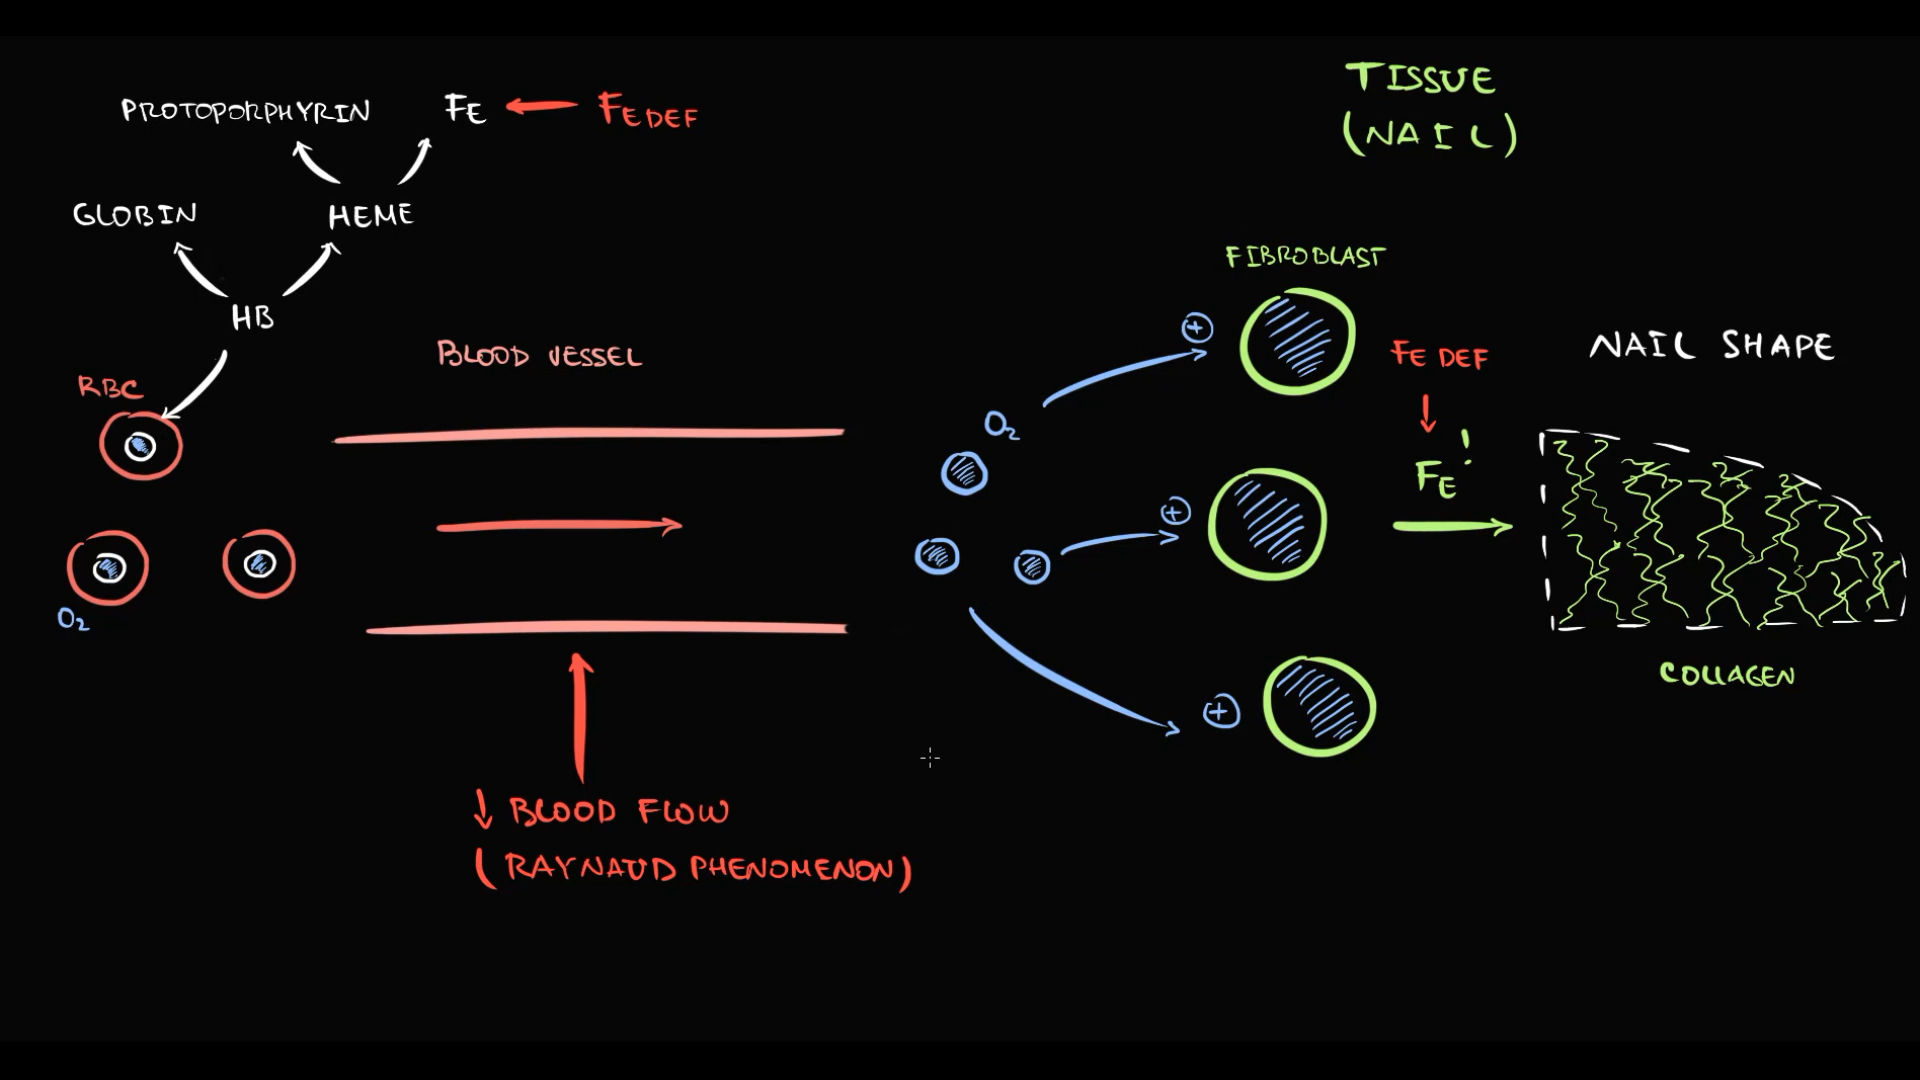 PROTOPORPHYRIN FE FE DEF
GLOBIN HEME
HB
RBC
O2
BLOOD VESSEL
↓ BLOOD FLOW
(RAYNAUD PHENOMENON)
TISSUE
(NAIL)
FIBROBLAST
+
O2
+
+
FE DEF
FE!
NAIL SHAPE
COLLAGEN